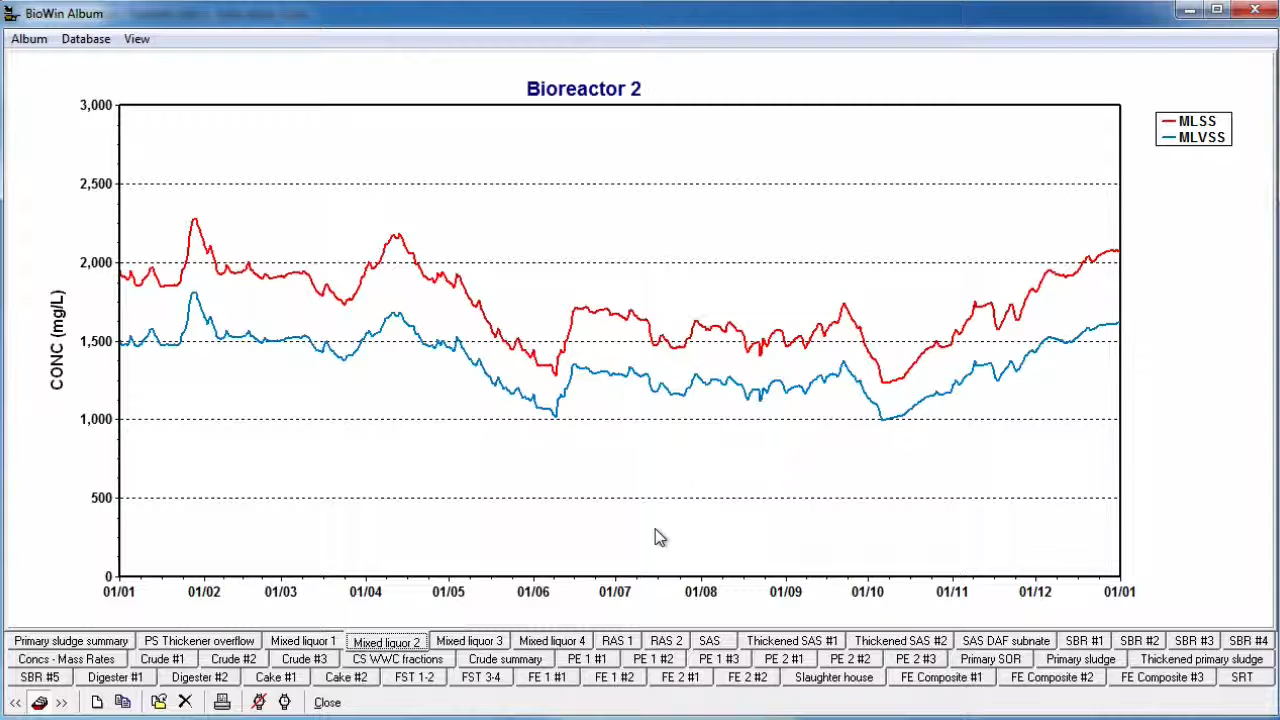 BioWin Album
Album Database View
Bioreactor 2
MLSS
MLVSS
3,000
2,500
2,000
1,500
1,000
500
0
CONC (mg/L)
01/01 01/02 01/03 01/04 01/05 01/06 01/07 01/08 01/09 01/10 01/11 01/12 01/01
Primary sludge summary PS Thickener overflow Mixed liquor 1 Mixed liquor 2 Mixed liquor 3 Mixed liquor 4 RAS 1 RAS 2 SAS Thickened SAS #1 Thickened SAS #2 SAS DAF subnate SBR #1 SBR #2 SBR #3 SBR #4
Concs - Mass Rates Crude #1 Crude #2 Crude #3 CS WWC fractions Crude summary PE 1 #1 PE 1 #2 PE 1 #3 PE 2 #1 PE 2 #2 PE 2 #3 Primary SOR Primary sludge Thickened primary sludge
SBR #5 Digester #1 Digester #2 Cake #1 Cake #2 FST 1-2 FST 3-4 FE 1 #1 FE 1 #2 FE 2 #1 FE 2 #2 Slaughter house FE Composite #1 FE Composite #2 FE Composite #3 SRT
<< >> Close